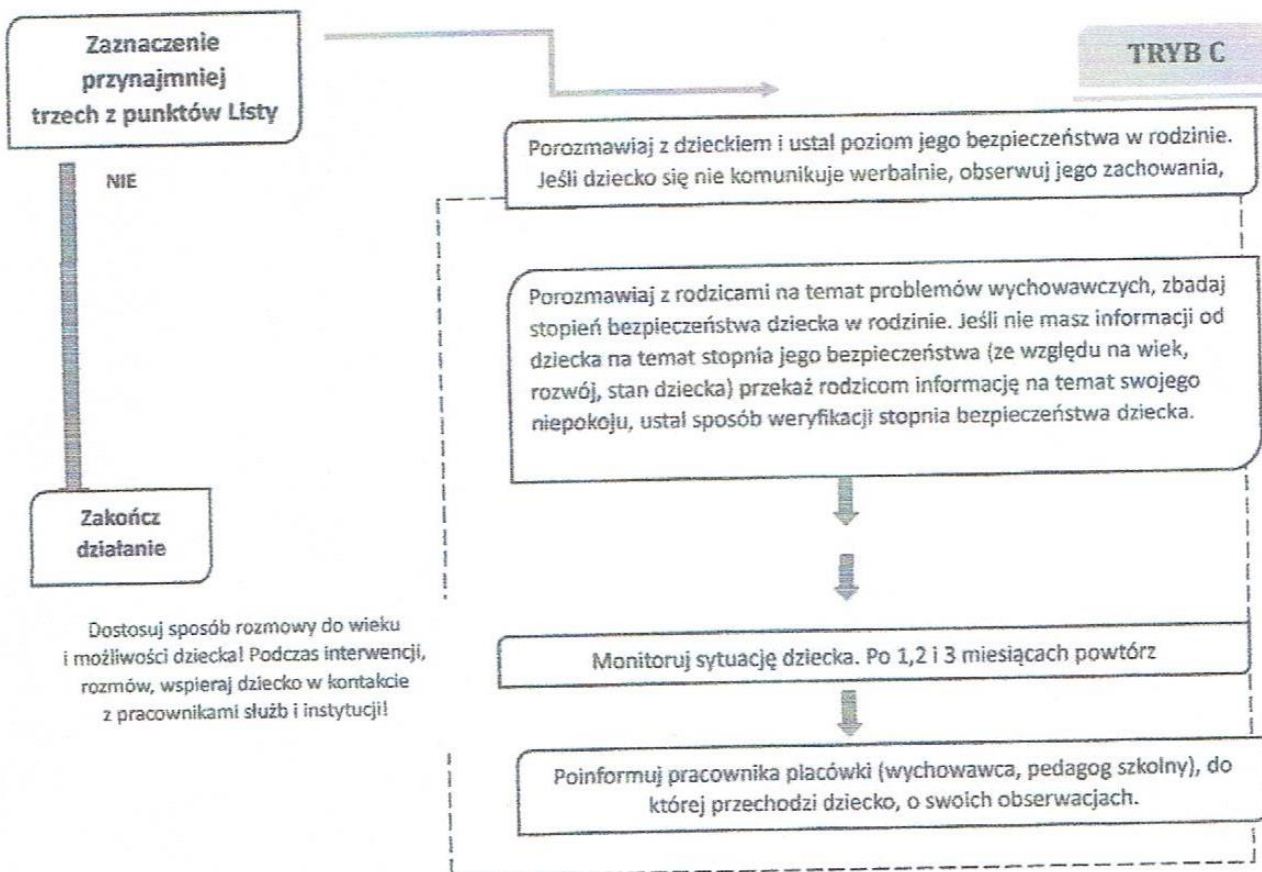 Zaznaczenie
przynajmniej
trzech z punktów Listy
TRYB C
NIE
Porozmawiaj z dzieckiem i ustal poziom jego bezpieczeństwa w rodzinie.
Jeśli dziecko się nie komunikuje werbalnie, obserwuj jego zachowania,
Porozmawiaj z rodzicami na temat problemów wychowawczych, zbadaj
stopień bezpieczeństwa dziecka w rodzinie. Jeśli nie masz informacji od
dziecka na temat stopnia jego bezpieczeństwa (ze względu na wiek,
rozwój, stan dziecka) przekaż rodzicom informację na temat swojego
niepokoju, ustal sposób weryfikacji stopnia bezpieczeństwa dziecka.
Zakończ
działanie
Dostosuj sposób rozmowy do wieku
i możliwości dziecka! Podczas interwencji,
rozmów, wspieraj dziecko w kontakcie
z pracownikami służb i instytucji!
Monitoruj sytuację dziecka. Po 1,2 i 3 miesiącach powtórz
Poinformuj pracownika placówki (wychowawca, pedagog szkolny), do
której przechodzi dziecko, o swoich obserwacjach.